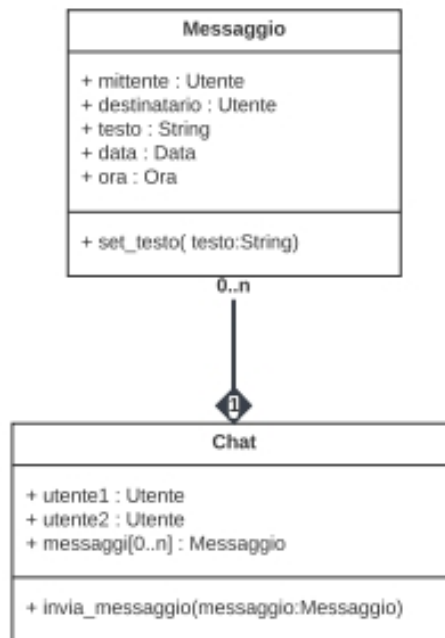 Messaggio
+ mittente : Utente
+ destinatario : Utente
+ testo : String
+ data : Data
+ ora : Ora
+ set_testo( testo:String)
0..n
1
Chat
+ utente1 : Utente
+ utente2 : Utente
+ messaggi[0..n] : Messaggio
+ invia_messaggio(messaggio:Messaggio)